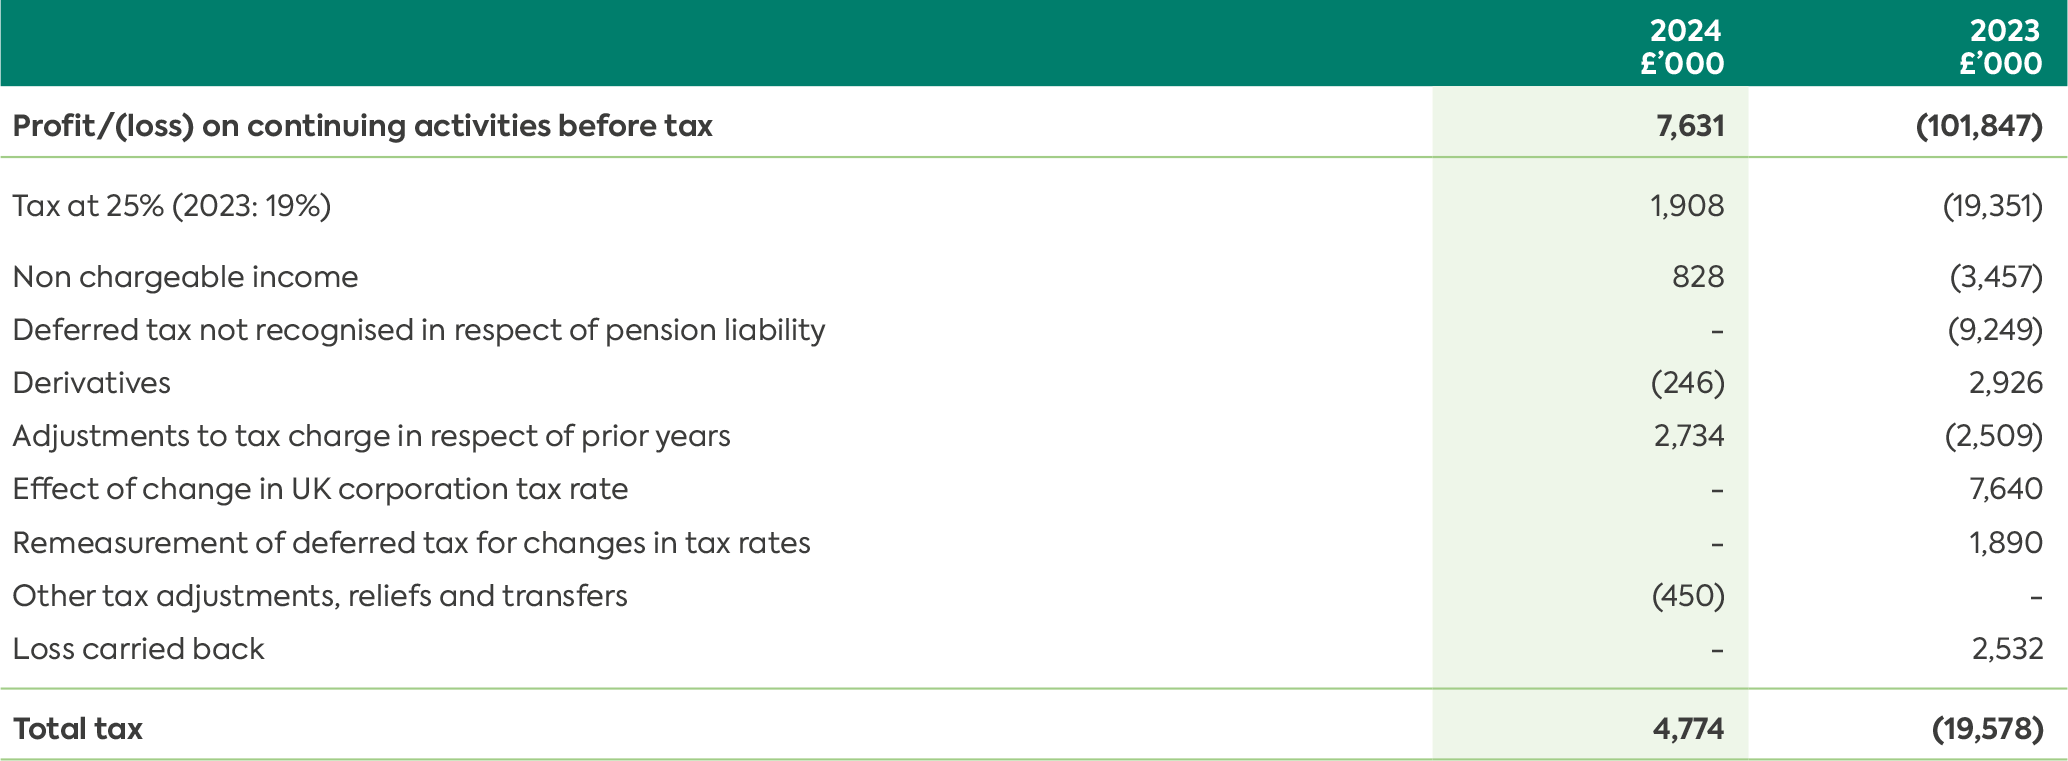 2024 2023
£’000 £’000
Profit/(loss) on continuing activities before tax 7,631 (101,847)
Tax at 25% (2023: 19%) 1,908 (19,351)
Non chargeable income 828 (3,457)
Deferred tax not recognised in respect of pension liability – (9,249)
Derivatives (246) 2,926
Adjustments to tax charge in respect of prior years 2,734 (2,509)
Effect of change in UK corporation tax rate – 7,640
Remeasurement of deferred tax for changes in tax rates – 1,890
Other tax adjustments, reliefs and transfers (450) –
Loss carried back – 2,532
Total tax 4,774 (19,578)